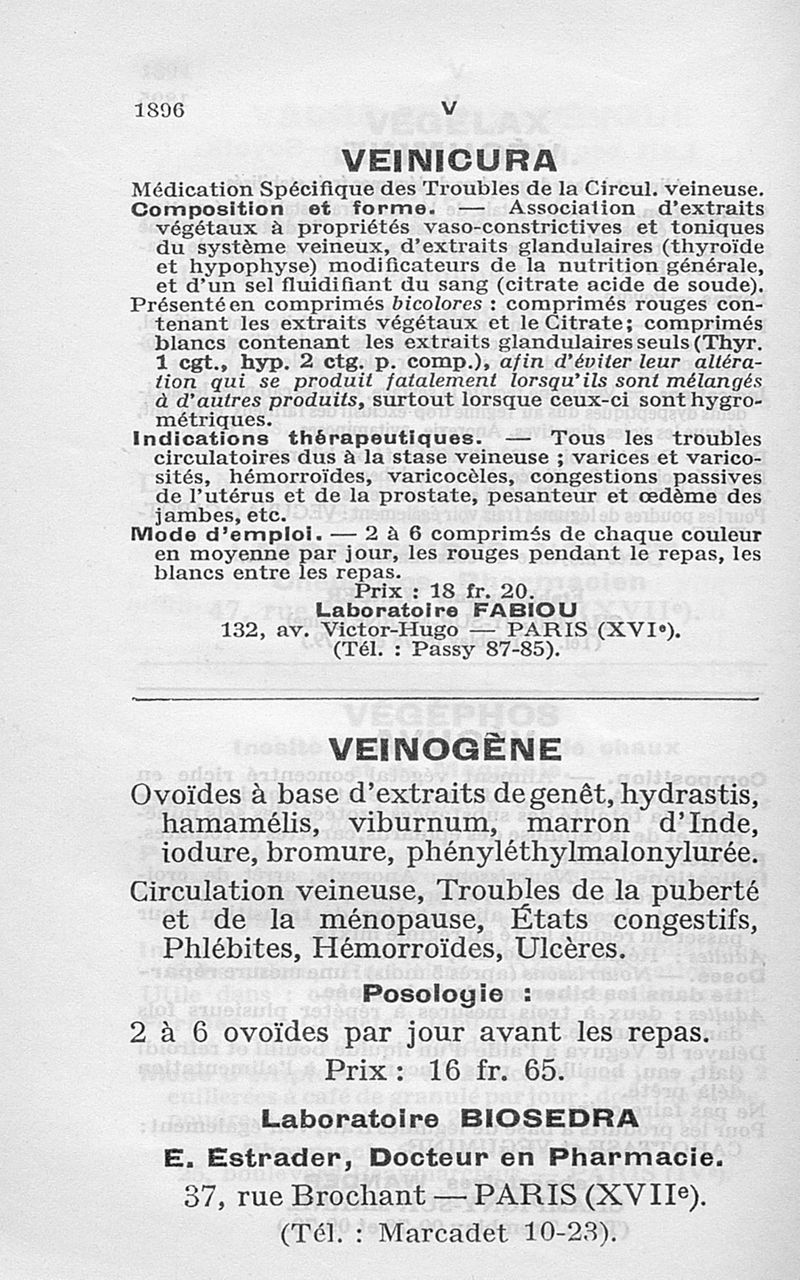 1896
V
VEINICURA
Médication Spécifique des Troubles de la Circul. veineuse.
Composition et forme. — Association d'extraits
végétaux à propriétés vaso-constrictives et toniques
du système veineux, d'extraits glandulaires (thyroïde
et hypophyse) modificateurs de la nutrition générale,
et d'un sel fluidifiant du sang (citrate acide de soude).
Présenté en comprimés bicolores : comprimés rouges con-
tenant les extraits végétaux et le Citrate; comprimés
blancs contenant les extraits glandulaires seuls (Thyr.
1 cgt., hyp. 2 ctg. p. comp.), afin d'éviter leur altéra-
tion qui se produit fatalement lorsqu'ils sont mélangés
à d'autres produits, surtout lorsque ceux-ci sont hygro-
métriques.
Indications thérapeutiques. — Tous les troubles
circulatoires dus à la stase veineuse ; varices et varico-
sités, hémorroïdes, varicocèles, congestions passives
de l'utérus et de la prostate, pesanteur et œdème des
jambes, etc.
Mode d'emploi. — 2 à 6 comprimés de chaque couleur
en moyenne par jour, les rouges pendant le repas, les
blancs entre les repas.
Prix : 18 fr. 20.
Laboratoire FABIOU
132, av. Victor-Hugo — PARIS (XVIe).
(Tél. : Passy 87-85).
VEINOGÈNE
Ovoïdes à base d'extraits de genêt, hydrastis,
hamamélis, viburnum, marron d'Inde,
iodure, bromure, phényléthylmalonylurée.
Circulation veineuse, Troubles de la puberté
et de la ménopause, États congestifs,
Phlébites, Hémorroïdes, Ulcères.
Posologie :
2 à 6 ovoïdes par jour avant les repas.
Prix : 16 fr. 65.
Laboratoire BIOSEDRA
E. Estrader, Docteur en Pharmacie.
37, rue Brochant — PARIS (XVIIe).
(Tél. : Marcadet 10-23).